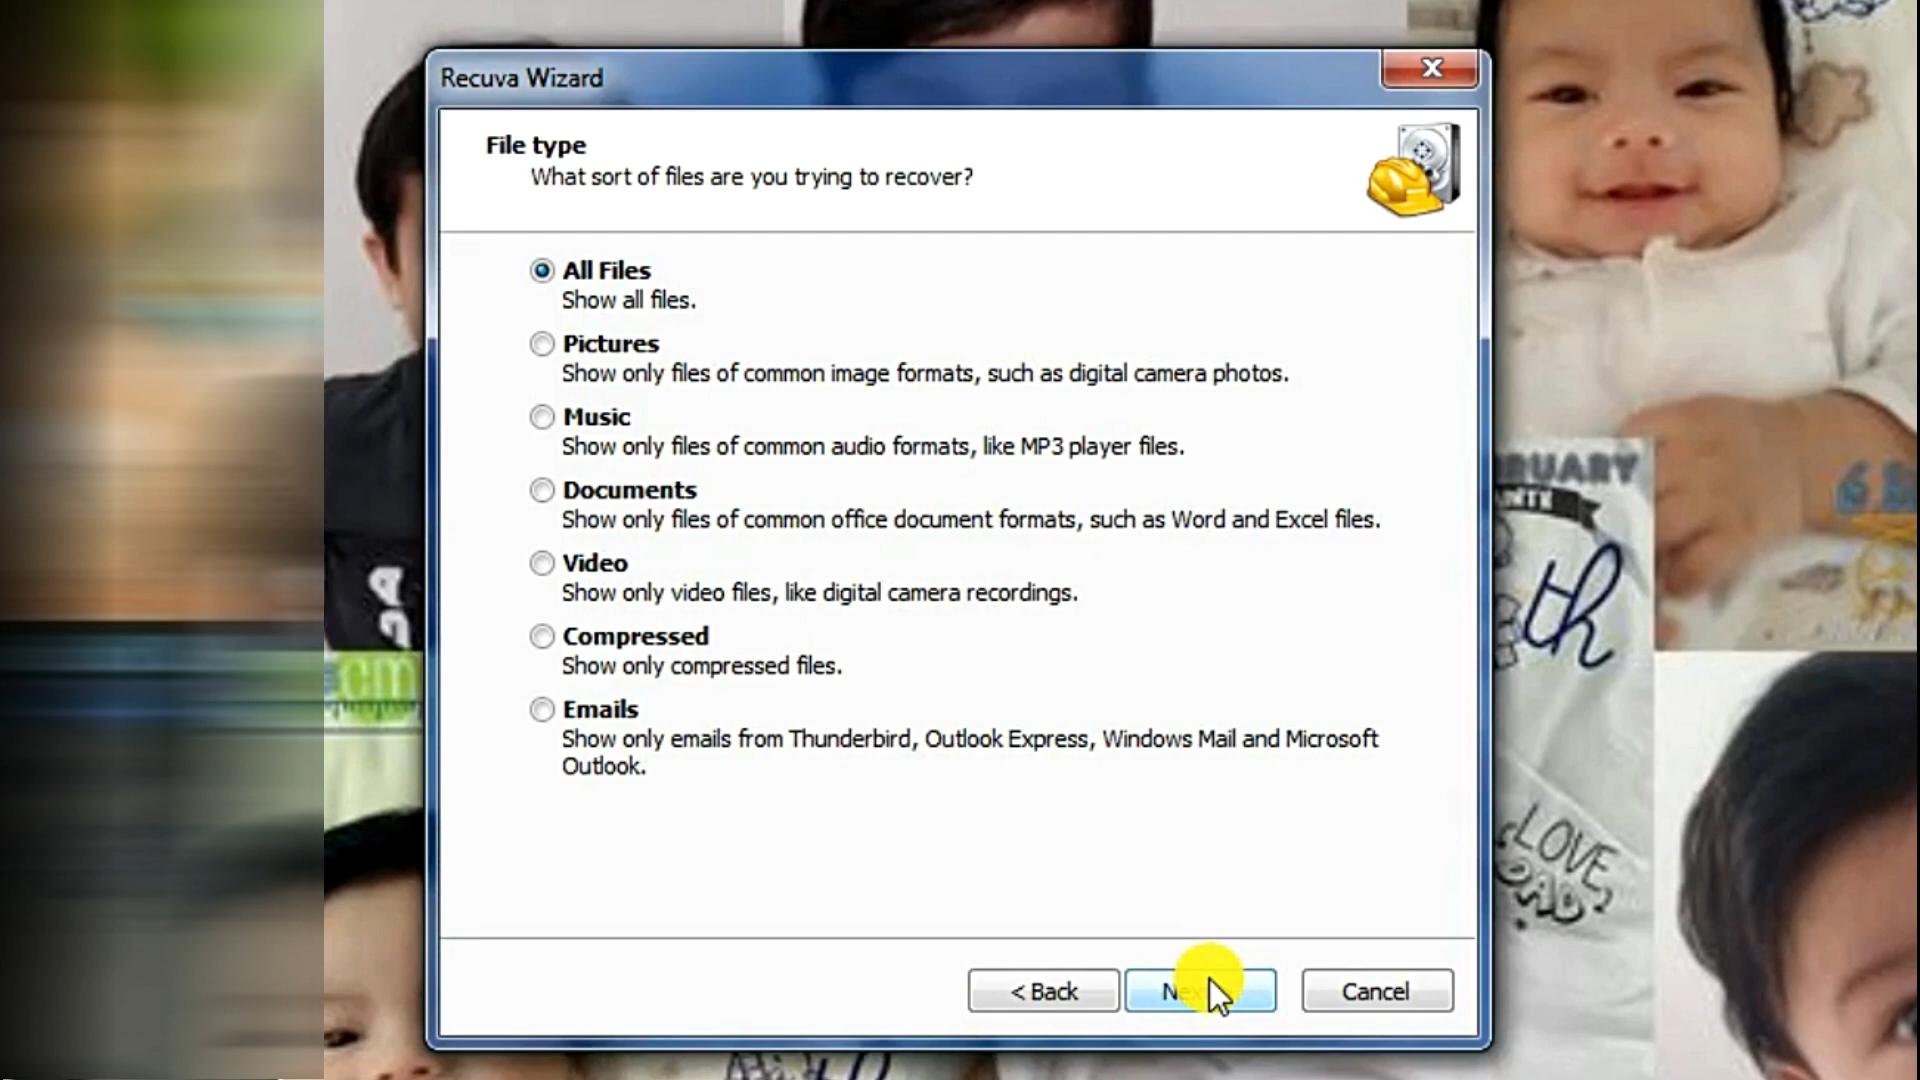 Recuva Wizard
File type
What sort of files are you trying to recover?
All Files
Show all files.
Pictures
Show only files of common image formats, such as digital camera photos.
Music
Show only files of common audio formats, like MP3 player files.
Documents
Show only files of common office document formats, such as Word and Excel files.
Video
Show only video files, like digital camera recordings.
Compressed
Show only compressed files.
Emails
Show only emails from Thunderbird, Outlook Express, Windows Mail and Microsoft
Outlook.
< Back
Cancel
th
LOVE
DAD
cm